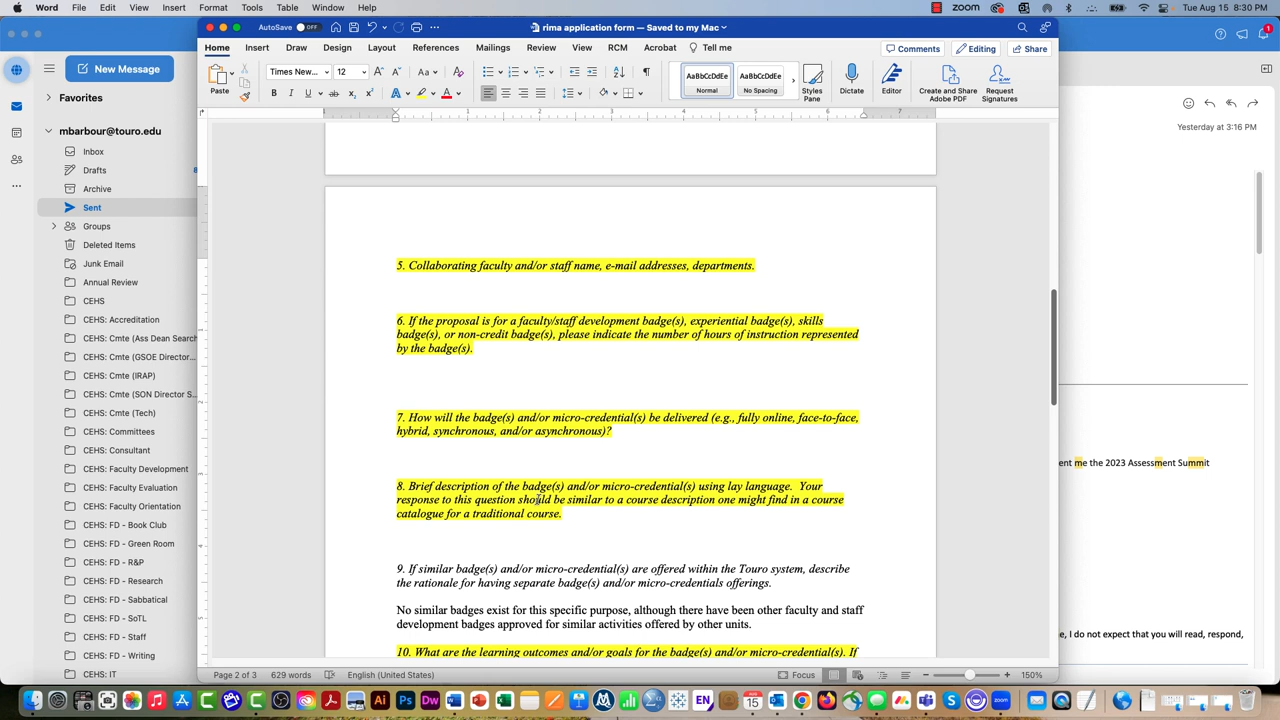 Word File Edit View Insert Format Tools Table Window Help
zoom Tue Aug 15 8:30 PM
AutoSave OFF
rima application form — Saved to my Mac
Home Insert Draw Design Layout References Mailings Review View RCM Acrobat Tell me
Comments Editing Share
New Message
Paste
Times New... 12
AaBbCcDdEe
Normal
AaBbCcDdEe
No Spacing
Styles Pane
Dictate
Editor
Create and Share Adobe PDF
Request Signatures
Favorites
mbarbour@touro.edu
Inbox
Drafts 8
Archive
Sent
Groups
Deleted Items
Junk Email
Annual Review
CEHS
CEHS: Accreditation
CEHS: Cmte (Ass Dean Search
CEHS: Cmte (GSOE Director...
CEHS: Cmte (IRAP)
CEHS: Cmte (SON Director S...
CEHS: Cmte (Tech)
CEHS: Committees
CEHS: Consultant
CEHS: Faculty Development
CEHS: Faculty Evaluation
CEHS: Faculty Orientation
CEHS: FD - Book Club
CEHS: FD - Green Room
CEHS: FD - R&P
CEHS: FD - Research
CEHS: FD - Sabbatical
CEHS: FD - SoTL
CEHS: FD - Staff
CEHS: FD - Writing
CEHS: IT
5. Collaborating faculty and/or staff name, e-mail addresses, departments.
6. If the proposal is for a faculty/staff development badge(s), experiential badge(s), skills
badge(s), or non-credit badge(s), please indicate the number of hours of instruction represented
by the badge(s).
7. How will the badge(s) and/or micro-credential(s) be delivered (e.g., fully online, face-to-face,
hybrid, synchronous, and/or asynchronous)?
8. Brief description of the badge(s) and/or micro-credential(s) using lay language. Your
response to this question should be similar to a course description one might find in a course
catalogue for a traditional course.
9. If similar badge(s) and/or micro-credential(s) are offered within the Touro system, describe
the rationale for having separate badge(s) and/or micro-credentials offerings.
No similar badges exist for this specific purpose, although there have been other faculty and staff
development badges approved for similar activities offered by other units.
10. What are the learning outcomes and/or goals for the badge(s) and/or micro-credential(s). If
Yesterday at 3:16 PM
ent me the 2023 Assessment Summit
e, I do not expect that you will read, respond,
Page 2 of 3 629 words English (United States)
Focus 150%